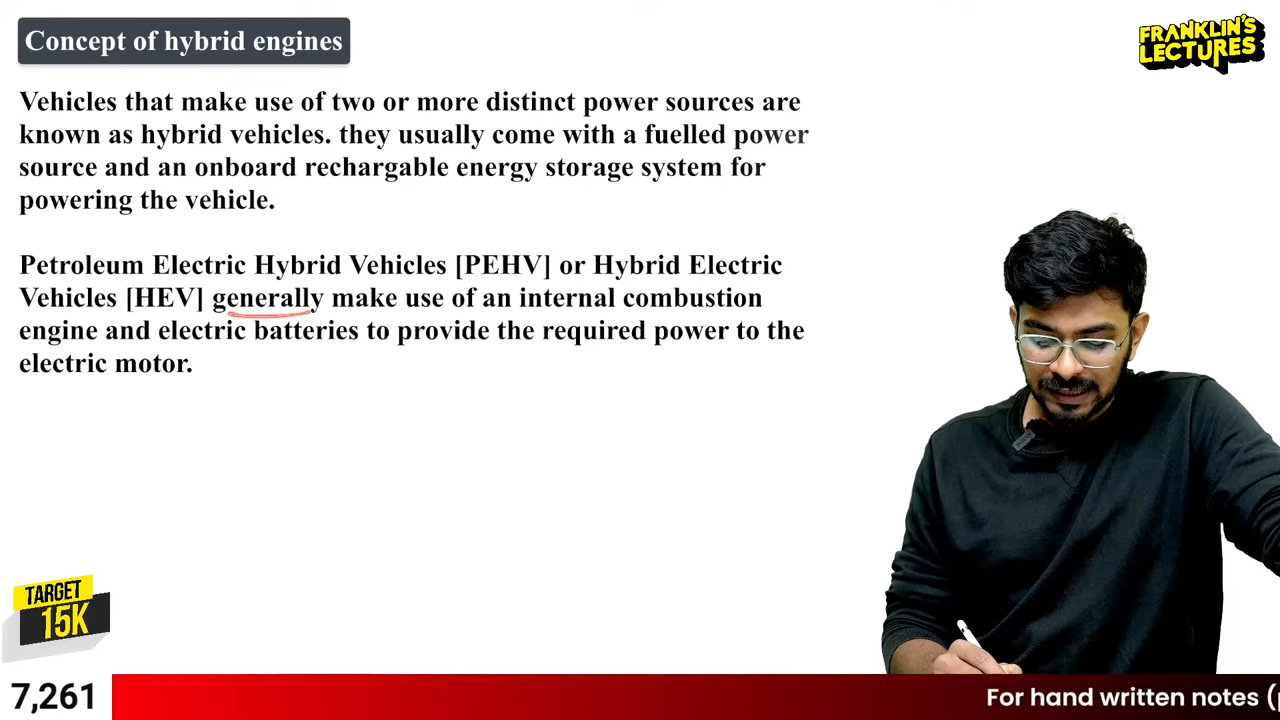 Concept of hybrid engines
FRANKLIN'S
LECTURES
Vehicles that make use of two or more distinct power sources are
known as hybrid vehicles. they usually come with a fuelled power
source and an onboard rechargable energy storage system for
powering the vehicle.
Petroleum Electric Hybrid Vehicles [PEHV] or Hybrid Electric
Vehicles [HEV] generally make use of an internal combustion
engine and electric batteries to provide the required power to the
electric motor.
TARGET
15K
7,261
For hand written notes (